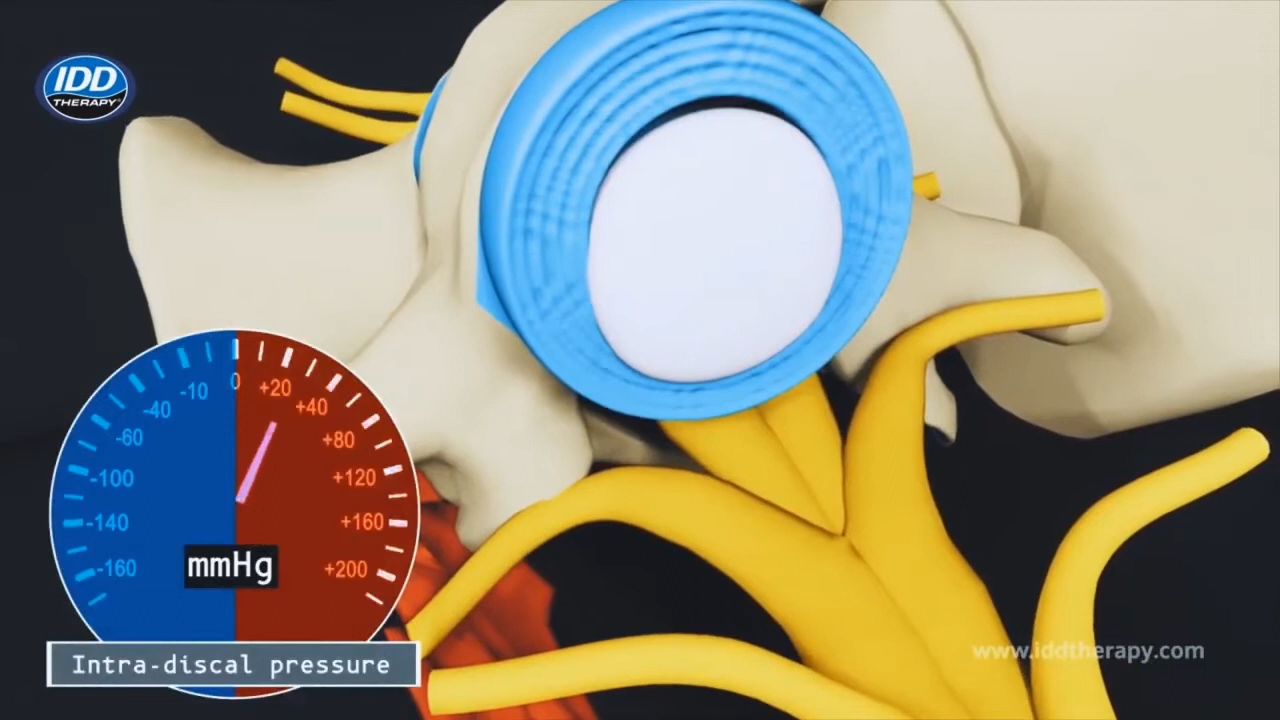 IDD
THERAPY®
0
-10
+20
-40
+40
-60
+80
-100
+120
-140
+160
-160
+200
mmHg
Intra-discal pressure
www.iddtherapy.com